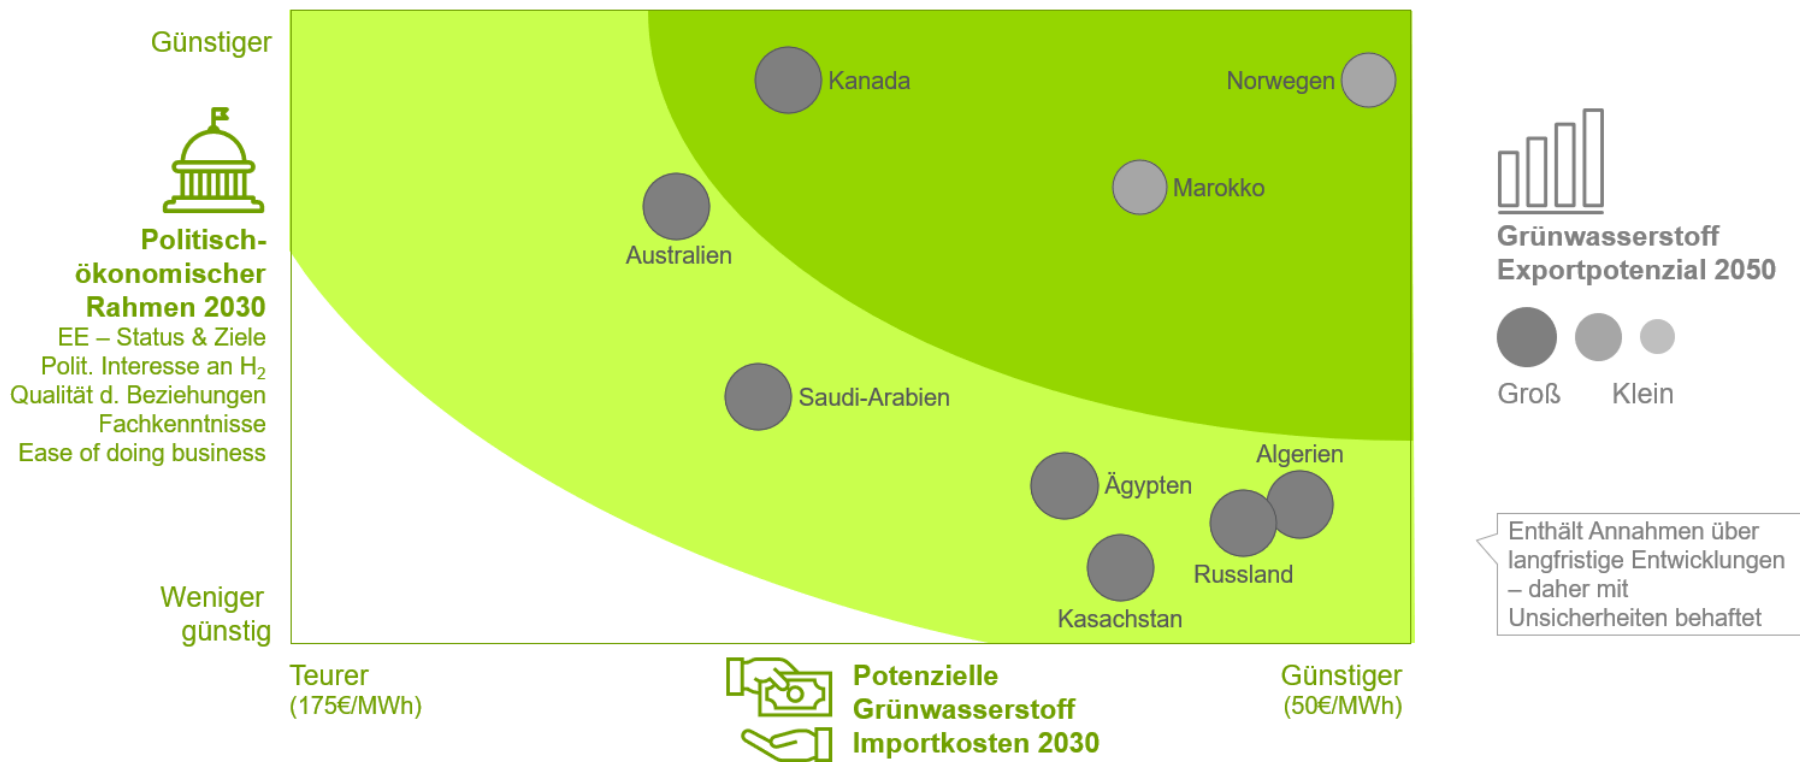 Günstiger
Politisch-
ökonomischer
Rahmen 2030
EE – Status & Ziele
Polit. Interesse an H₂
Qualität d. Beziehungen
Fachkenntnisse
Ease of doing business
Weniger
günstig
Kanada
Norwegen
Marokko
Australien
Saudi-Arabien
Algerien
Ägypten
Russland
Kasachstan
Teurer
(175€/MWh)
Potenzielle
Grünwasserstoff
Importkosten 2030
Günstiger
(50€/MWh)
Grünwasserstoff
Exportpotenzial 2050
Groß
Klein
Enthält Annahmen über
langfristige Entwicklungen
– daher mit
Unsicherheiten behaftet